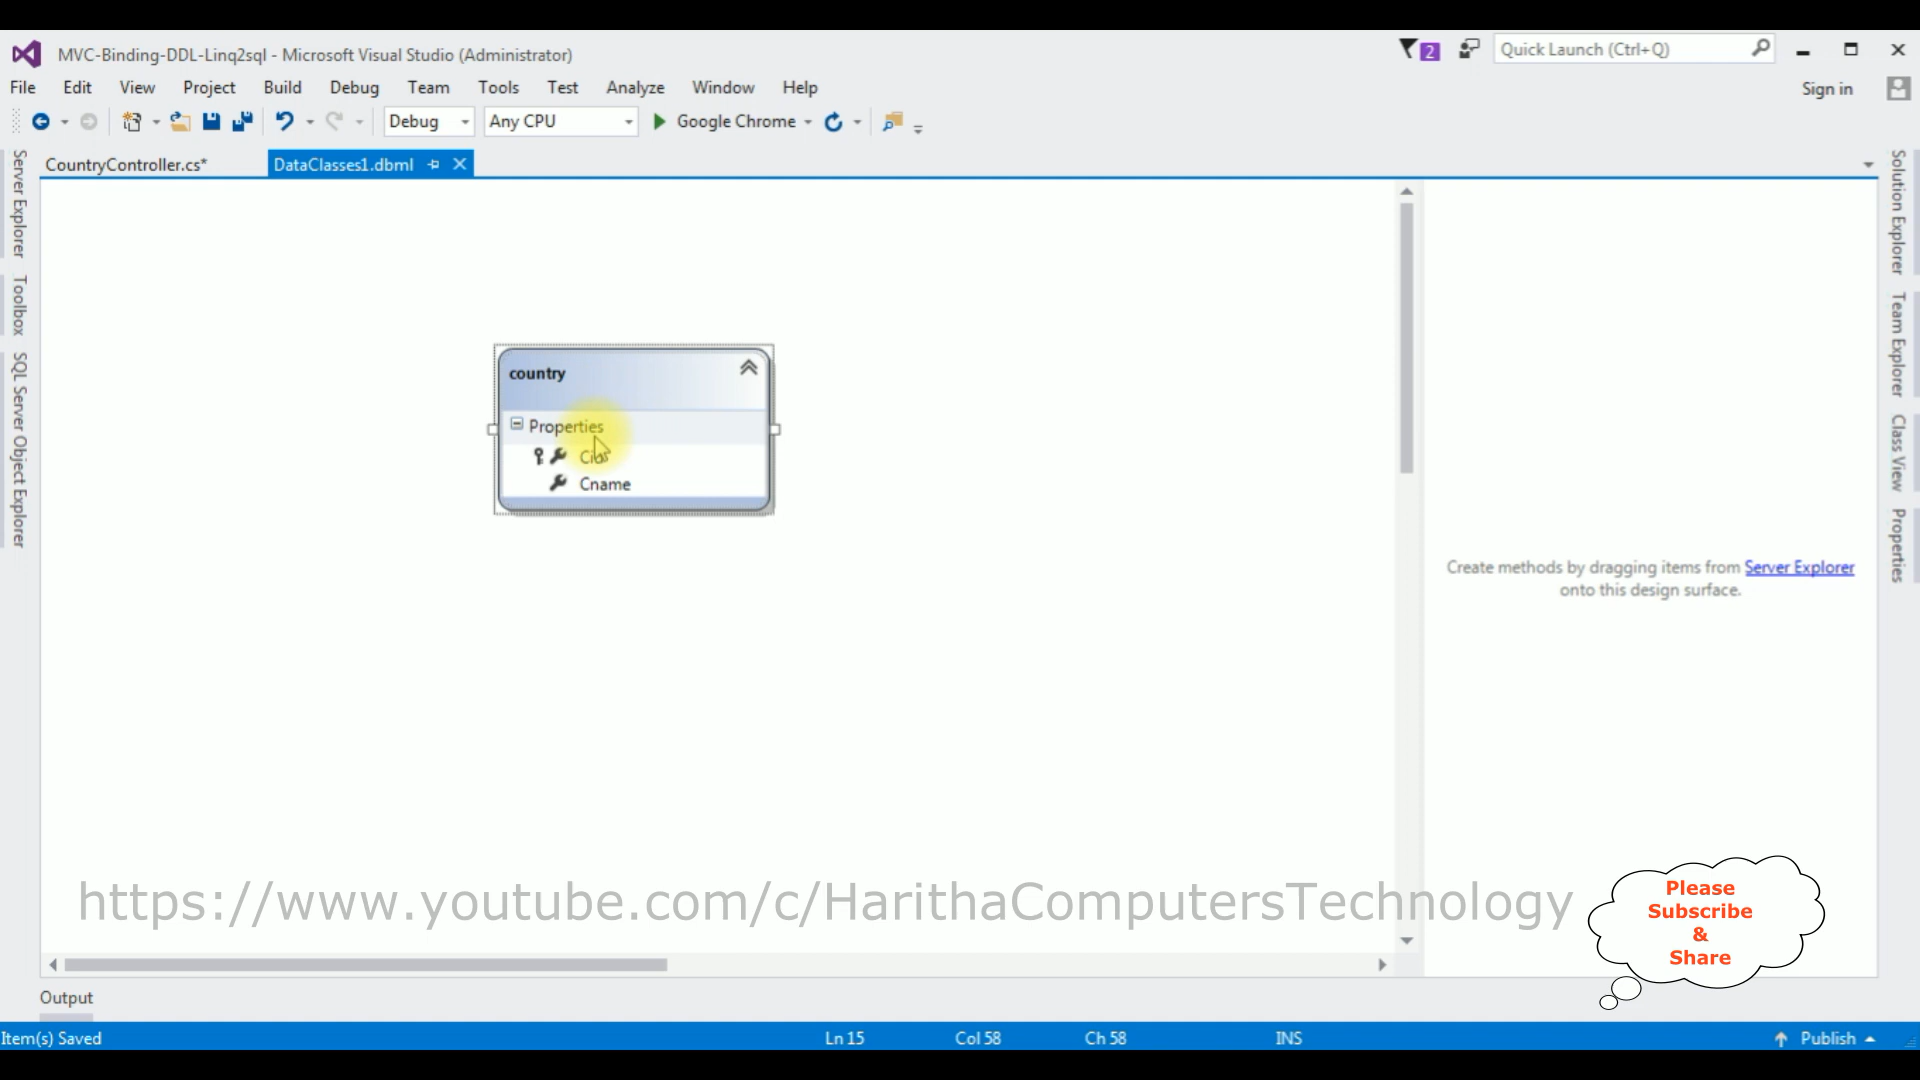 MVC-Binding-DDL-Linq2sql - Microsoft Visual Studio (Administrator)
2
Quick Launch (Ctrl+Q)
File Edit View Project Build Debug Team Tools Test Analyze Window Help
Sign in
Debug Any CPU Google Chrome
CountryController.cs* DataClasses1.dbml
Server Explorer
Toolbox
SQL Server Object Explorer
country
Properties
Cname
Create methods by dragging items from Server Explorer
onto this design surface.
Solution Explorer
Team Explorer
Class View
Properties
https://www.youtube.com/c/HarithaComputersTechnology
Please
Subscribe
&
Share
Output
Item(s) Saved Ln 15 Col 58 Ch 58 INS Publish